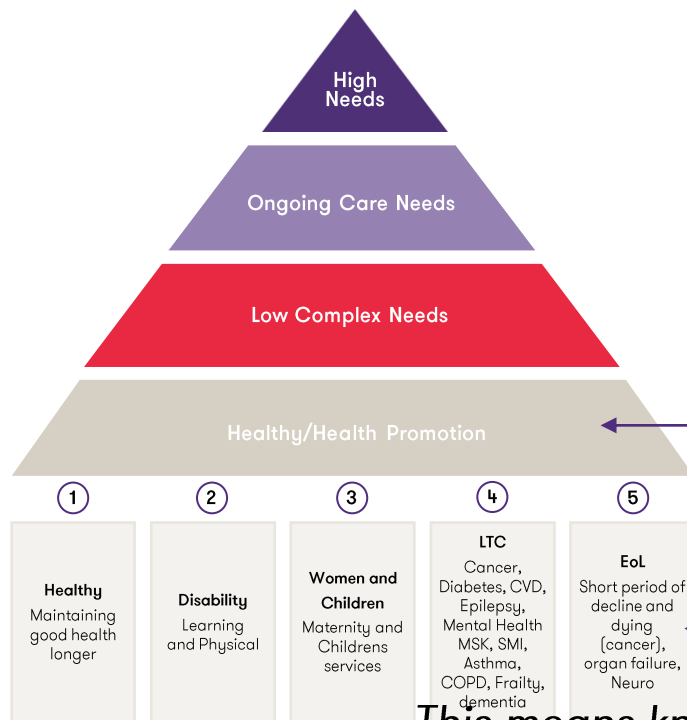 High
Needs
Ongoing Care Needs
Low Complex Needs
Healthy/Health Promotion
1
2
3
4
5
Healthy
Maintaining
good health
longer
Disability
Learning
and Physical
Women and
Children
Maternity and
Childrens
services
LTC
Cancer,
Diabetes, CVD,
Epilepsy,
Mental Health
MSK, SMI,
Asthma,
COPD, Frailty,
dementia
EoL
Short period of
decline and
dying
(cancer),
organ failure,
Neuro
This means